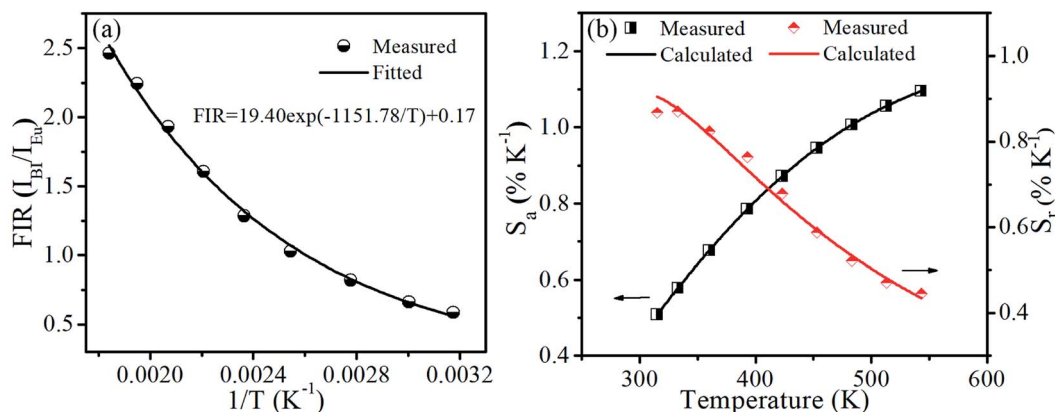 (a)
Measured
Fitted
FIR=19.40exp(-1151.78/T)+0.17
2.5
2.0
1.5
1.0
0.5
FIR (I_BI/I_Eu)
0.0020 0.0024 0.0028 0.0032
1/T (K⁻¹)
(b)
Measured Measured
Calculated Calculated
1.2
1.0
0.8
0.6
0.4
S_a (% K⁻¹)
1.0
0.8
0.6
0.4
S_r (% K⁻¹)
300 400 500 600
Temperature (K)